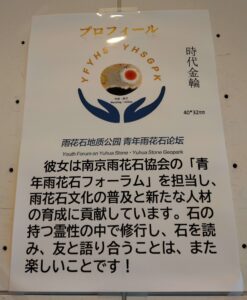 プロフィール
YFYHS · YHSGPK
時代金輪
40*32mm
雨花石地质公园 青年雨花石论坛
Youth Forum on Yuhua Stone · Yuhua Stone Geopark
彼女は南京雨花石協会の「青
年雨花石フォーラム」を担当し、
雨花石文化の普及と新たな人材
の育成に貢献しています。石の
持つ霊性の中で修行し、石を読
み、友と語り合うことは、また
楽しいことです！